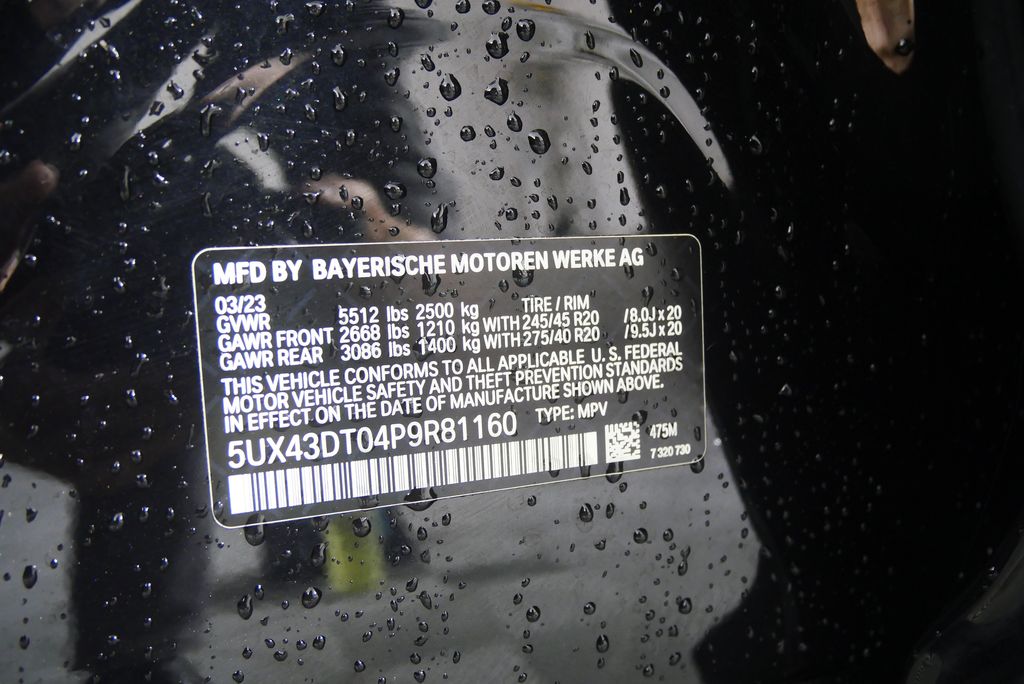 MFD BY BAYERISCHE MOTOREN WERKE AG
03/23 TIRE / RIM
GVWR 5512 lbs 2500 kg
GAWR FRONT 2668 lbs 1210 kg WITH 245/45 R20 /8.0J x 20
GAWR REAR 3086 lbs 1400 kg WITH 275/40 R20 /9.5J x 20
THIS VEHICLE CONFORMS TO ALL APPLICABLE U. S. FEDERAL
MOTOR VEHICLE SAFETY AND THEFT PREVENTION STANDARDS
IN EFFECT ON THE DATE OF MANUFACTURE SHOWN ABOVE.
5UX43DT04P9R81160 TYPE: MPV
475M
7 320 730